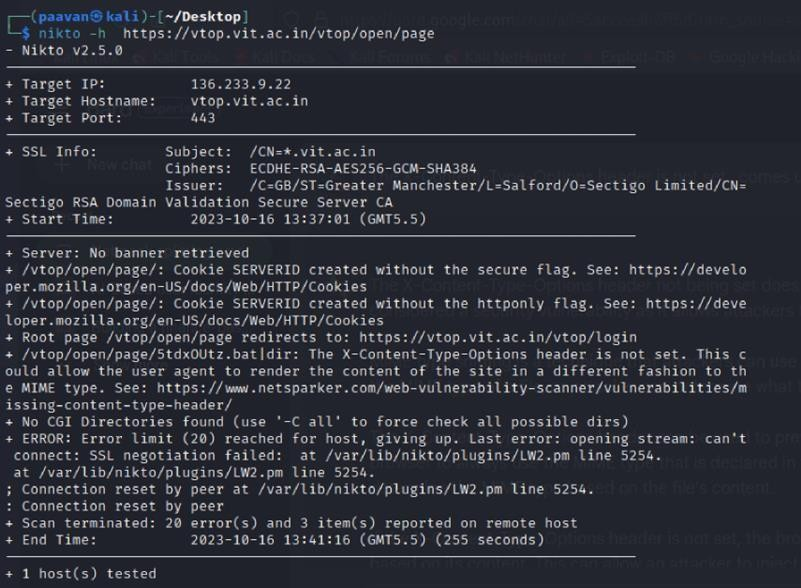 ┌──(paavan㉿kali)-[~/Desktop]
└─$ nikto -h  https://vtop.vit.ac.in/vtop/open/page
- Nikto v2.5.0
+ Target IP:          136.233.9.22
+ Target Hostname:    vtop.vit.ac.in
+ Target Port:        443
+ SSL Info:        Subject:  /CN=*.vit.ac.in
Ciphers:  ECDHE-RSA-AES256-GCM-SHA384
Issuer:   /C=GB/ST=Greater Manchester/L=Salford/O=Sectigo Limited/CN=
Sectigo RSA Domain Validation Secure Server CA
+ Start Time:         2023-10-16 13:37:01 (GMT5.5)
+ Server: No banner retrieved
+ /vtop/open/page/: Cookie SERVERID created without the secure flag. See: https://develo
per.mozilla.org/en-US/docs/Web/HTTP/Cookies
+ /vtop/open/page/: Cookie SERVERID created without the httponly flag. See: https://deve
loper.mozilla.org/en-US/docs/Web/HTTP/Cookies
+ Root page /vtop/open/page redirects to: https://vtop.vit.ac.in/vtop/login
+ /vtop/open/page/5tdxOUtz.bat|dir: The X-Content-Type-Options header is not set. This c
ould allow the user agent to render the content of the site in a different fashion to th
e MIME type. See: https://www.netsparker.com/web-vulnerability-scanner/vulnerabilities/m
issing-content-type-header/
+ No CGI Directories found (use '-C all' to force check all possible dirs)
+ ERROR: Error limit (20) reached for host, giving up. Last error: opening stream: can't
connect: SSL negotiation failed:  at /var/lib/nikto/plugins/LW2.pm line 5254.
at /var/lib/nikto/plugins/LW2.pm line 5254.
; Connection reset by peer at /var/lib/nikto/plugins/LW2.pm line 5254.
: Connection reset by peer
+ Scan terminated: 20 error(s) and 3 item(s) reported on remote host
+ End Time:           2023-10-16 13:41:16 (GMT5.5) (255 seconds)
+ 1 host(s) tested